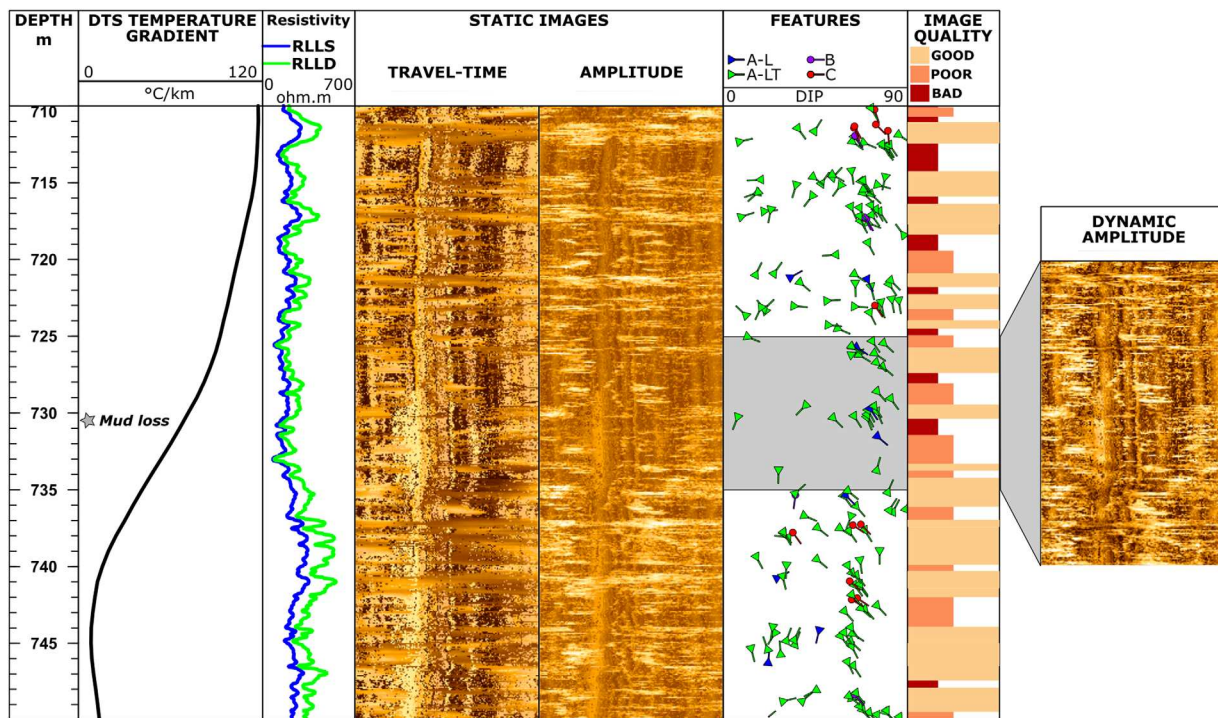 DEPTH
m
DTS TEMPERATURE
GRADIENT
0 120
°C/km
Resistivity
RLLS
RLLD
0 700
ohm.m
STATIC IMAGES
TRAVEL-TIME
AMPLITUDE
FEATURES
A-L B
A-LT C
0 DIP 90
IMAGE
QUALITY
GOOD
POOR
BAD
710
715
720
725
730
735
740
745
Mud loss
DYNAMIC
AMPLITUDE